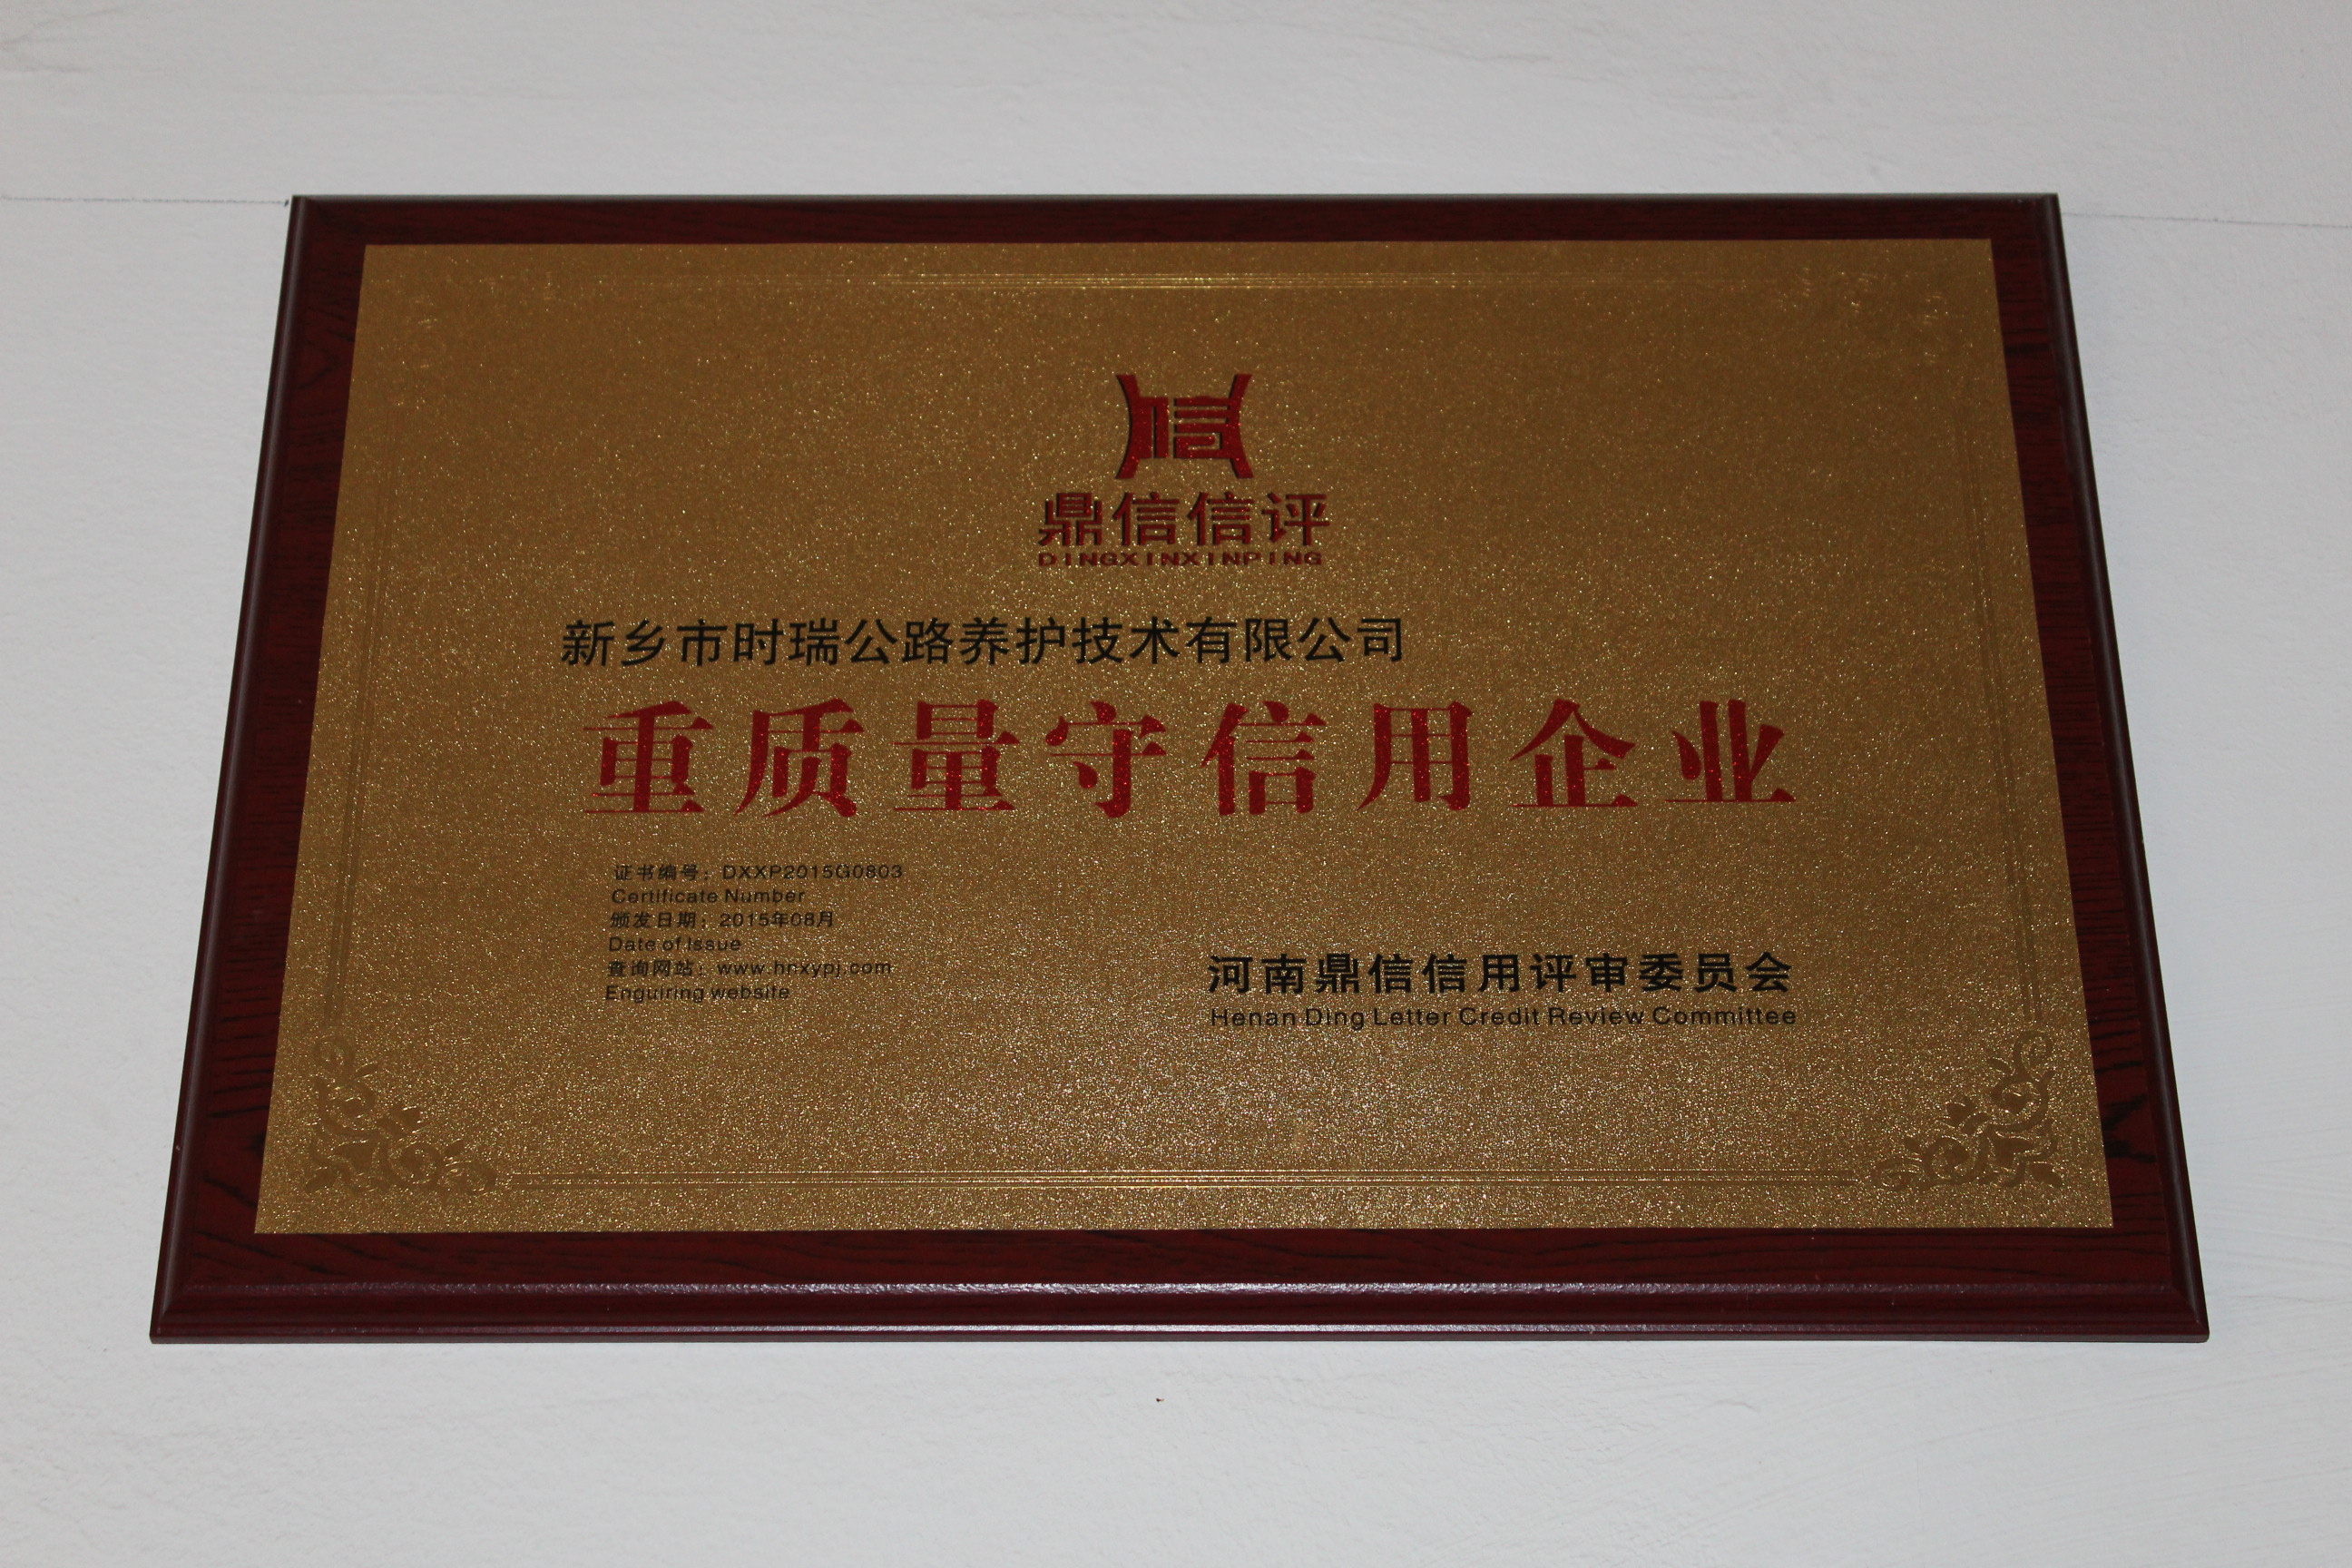 信
鼎信信评
DINGXINXINPING
新乡市时瑞公路养护技术有限公司
重质量守信用企业
证书编号：DXXP2015G0803
Certificate Number
颁发日期：2015年08月
Date of Issue
查询网站：www.hnxypj.com
Enguiring website
河南鼎信信用评审委员会
Henan Ding Letter Credit Review Committee